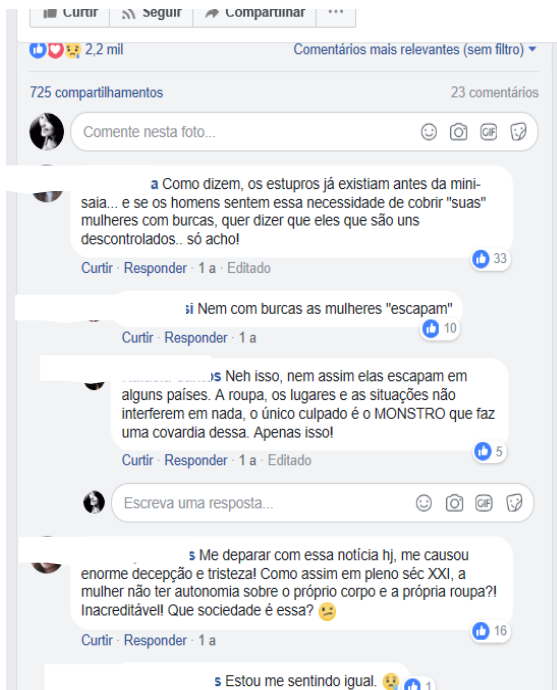 Curtir Seguir Compartilhar ...
2,2 mil Comentários mais relevantes (sem filtro)
725 compartilhamentos 23 comentários
Comente nesta foto... GIF
a Como dizem, os estupros já existiam antes da mini-
saia... e se os homens sentem essa necessidade de cobrir "suas"
mulheres com burcas, quer dizer que eles que são uns
descontrolados.. só acho!
33
Curtir · Responder · 1 a · Editado
si Nem com burcas as mulheres "escapam"
10
Curtir · Responder · 1 a
s Neh isso, nem assim elas escapam em
alguns países. A roupa, os lugares e as situações não
interferem em nada, o único culpado é o MONSTRO que faz
uma covardia dessa. Apenas isso!
5
Curtir · Responder · 1 a · Editado
Escreva uma resposta... GIF
s Me deparar com essa notícia hj, me causou
enorme decepção e tristeza! Como assim em pleno séc XXI, a
mulher não ter autonomia sobre o próprio corpo e a própria roupa?!
Inacreditável! Que sociedade é essa?
16
Curtir · Responder · 1 a
s Estou me sentindo igual. 1